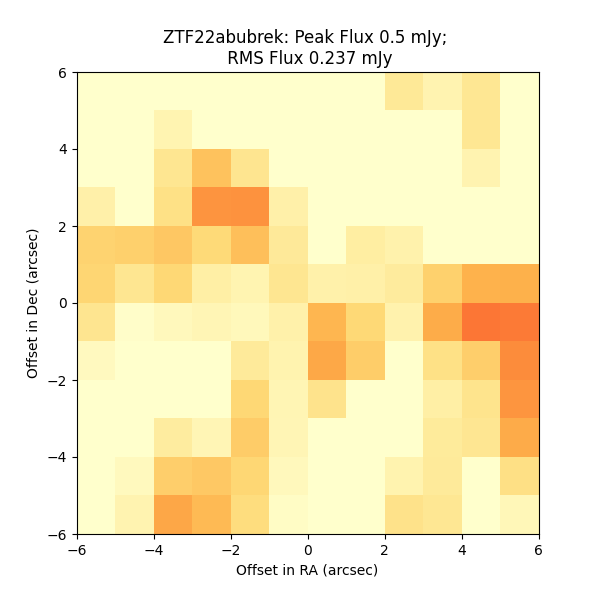 ZTF22abubrek: Peak Flux 0.5 mJy;
RMS Flux 0.237 mJy
6
4
2
0
−2
−4
−6
Offset in Dec (arcsec)
−6 −4 −2 0 2 4 6
Offset in RA (arcsec)